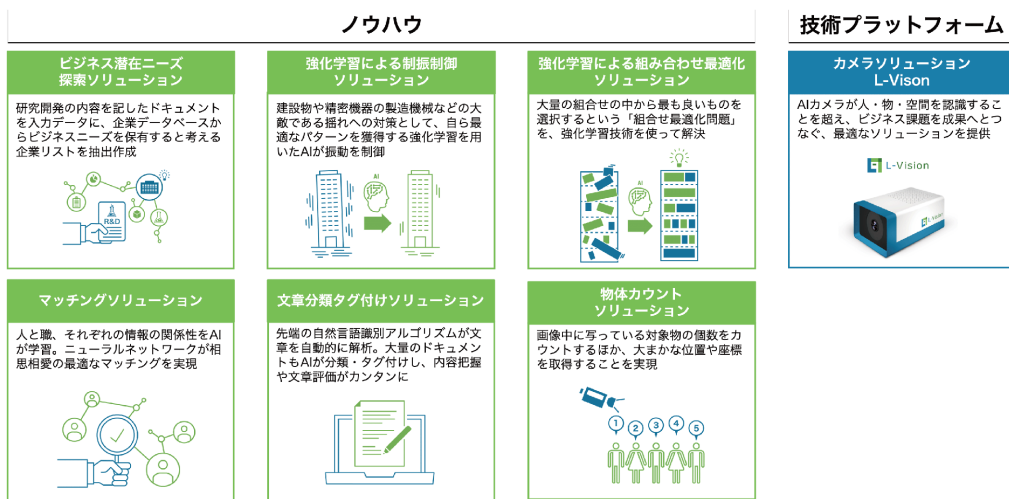 ノウハウ
技術プラットフォーム
ビジネス潜在ニーズ
探索ソリューション
研究開発の内容を記したドキュメント
を入力データに、企業データベースか
らビジネスニーズを保有すると考える
企業リストを抽出作成
R&D
強化学習による制振制御
ソリューション
建設物や精密機器の製造機械などの大
敵である揺れへの対策として、自ら最
適なパターンを獲得する強化学習を用
いたAIが振動を制御
AI
強化学習による組み合わせ最適化
ソリューション
大量の組合せの中から最も良いものを
選択するという「組合せ最適化問題」
を、強化学習技術を使って解決
AI
カメラソリューション
L-Vison
AIカメラが人・物・空間を認識するこ
とを超え、ビジネス課題を成果へとつ
なぐ、最適なソリューションを提供
L-Vision
L-Vision
マッチングソリューション
人と職、それぞれの情報の関係性をAI
が学習。ニューラルネットワークが相
思相愛の最適なマッチングを実現
文章分類タグ付けソリューション
先端の自然言語識別アルゴリズムが文
章を自動的に解析。大量のドキュメン
トもAIが分類・タグ付けし、内容把握
や文章評価がカンタンに
物体カウント
ソリューション
画像中に写っている対象物の個数をカ
ウントするほか、大まかな位置や座標
を取得することを実現
1 2 3 4 5